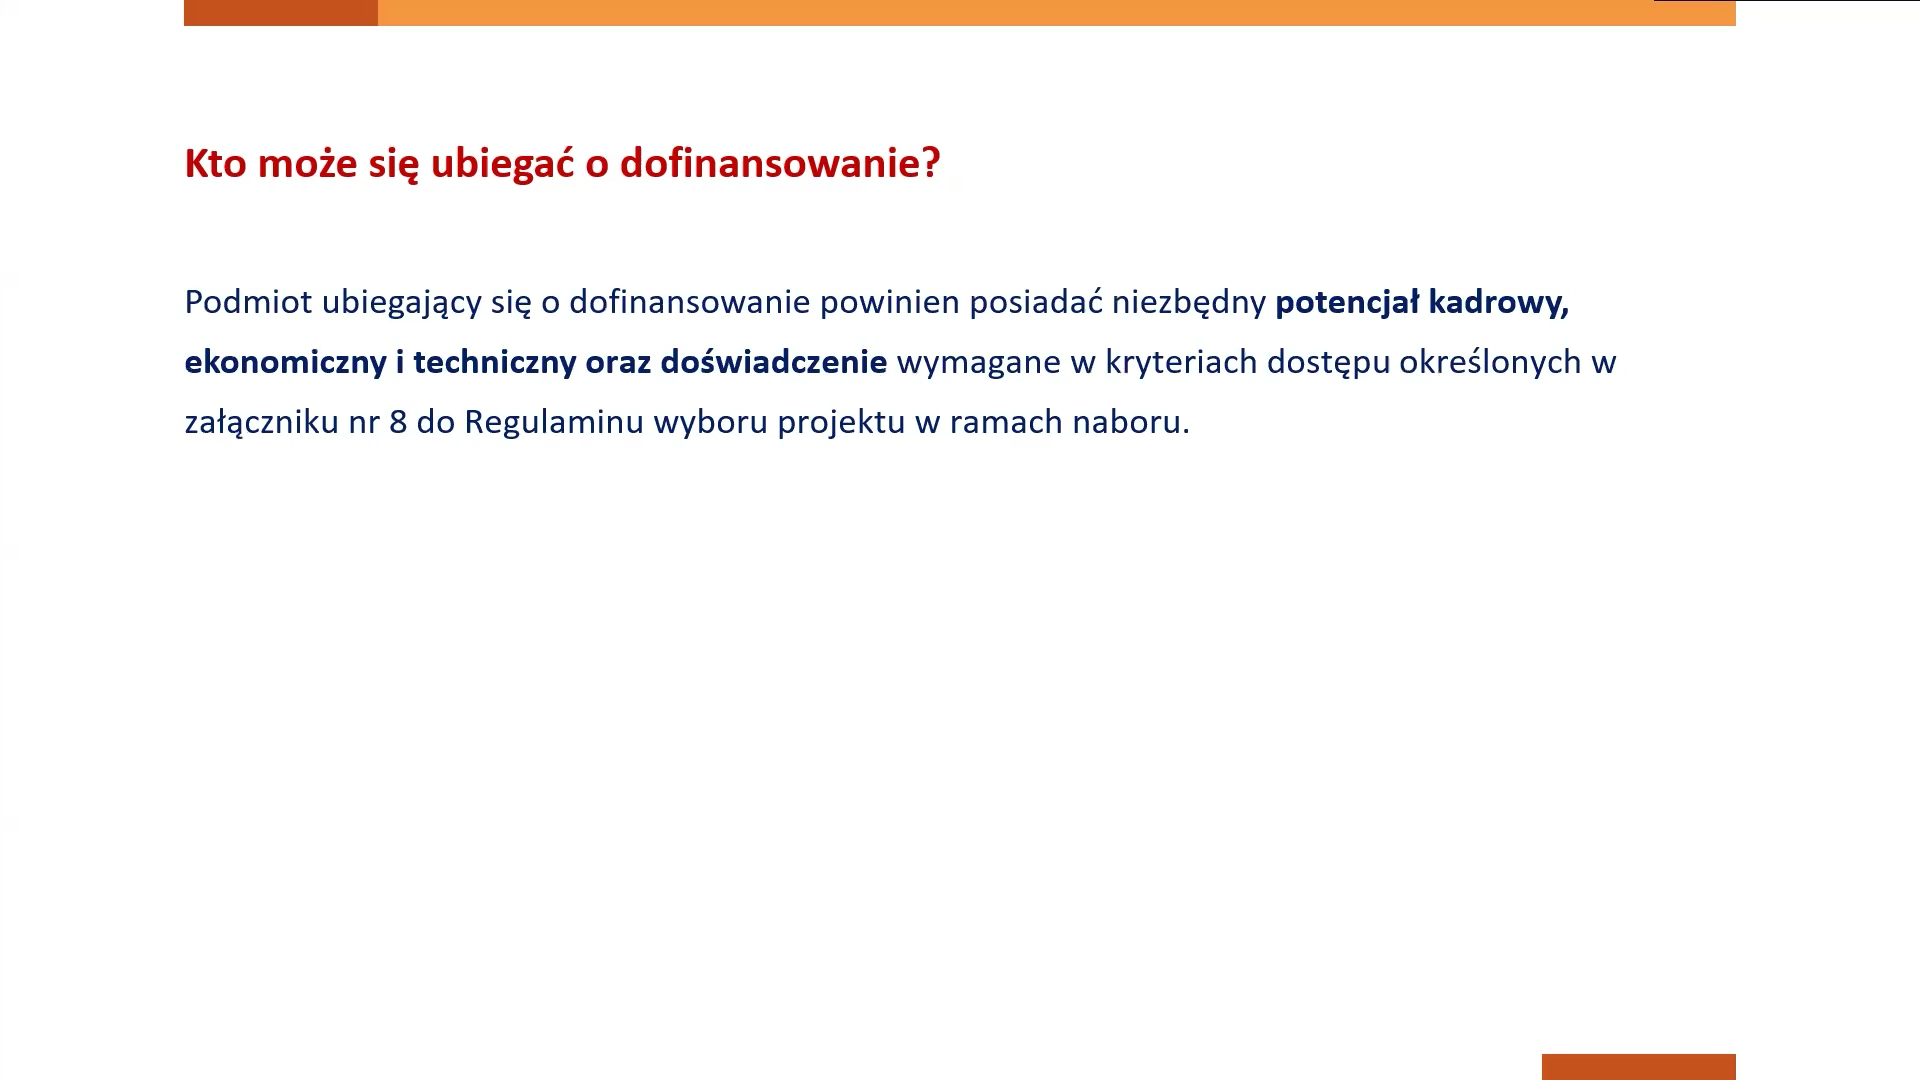 Kto może się ubiegać o dofinansowanie?
Podmiot ubiegający się o dofinansowanie powinien posiadać niezbędny potencjał kadrowy,
ekonomiczny i techniczny oraz doświadczenie wymagane w kryteriach dostępu określonych w
załączniku nr 8 do Regulaminu wyboru projektu w ramach naboru.